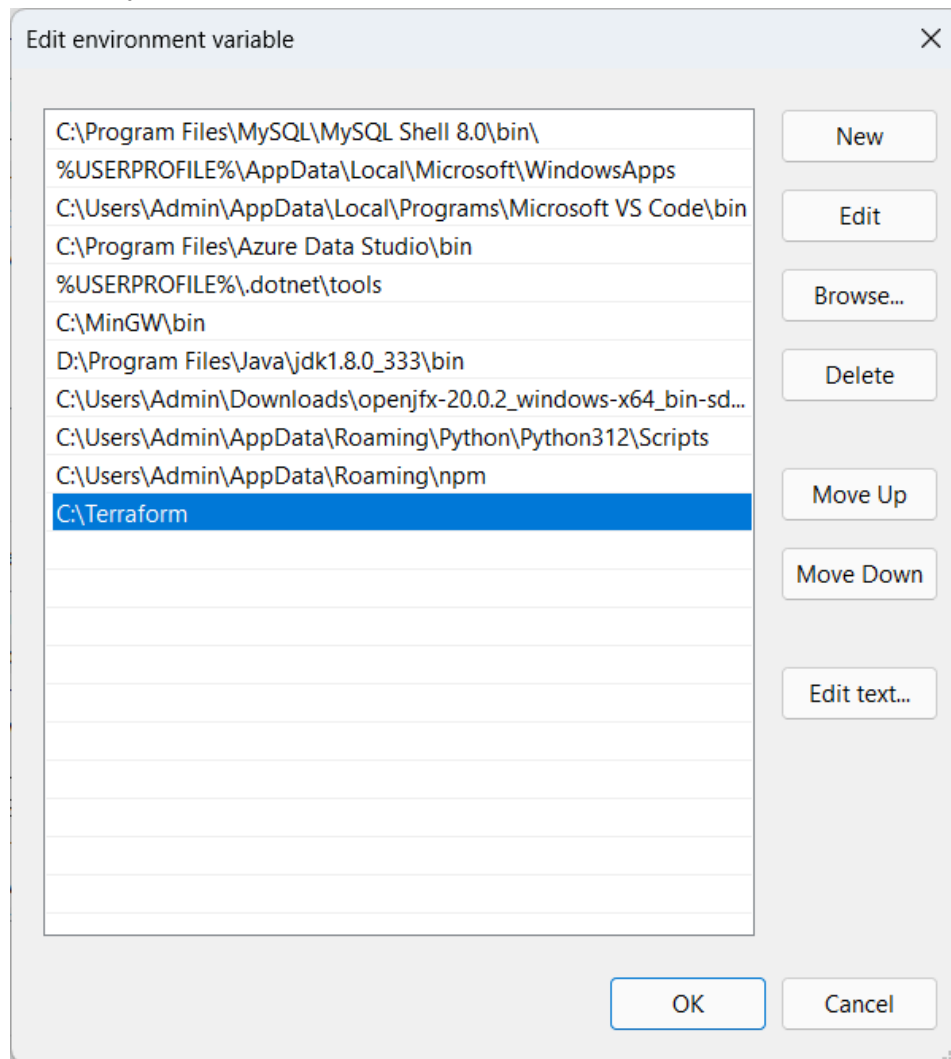 Edit environment variable
C:\Program Files\MySQL\MySQL Shell 8.0\bin\
%USERPROFILE%\AppData\Local\Microsoft\WindowsApps
C:\Users\Admin\AppData\Local\Programs\Microsoft VS Code\bin
C:\Program Files\Azure Data Studio\bin
%USERPROFILE%\.dotnet\tools
C:\MinGW\bin
D:\Program Files\Java\jdk1.8.0_333\bin
C:\Users\Admin\Downloads\openjfx-20.0.2_windows-x64_bin-sd...
C:\Users\Admin\AppData\Roaming\Python\Python312\Scripts
C:\Users\Admin\AppData\Roaming\npm
C:\Terraform
New
Edit
Browse...
Delete
Move Up
Move Down
Edit text...
OK
Cancel